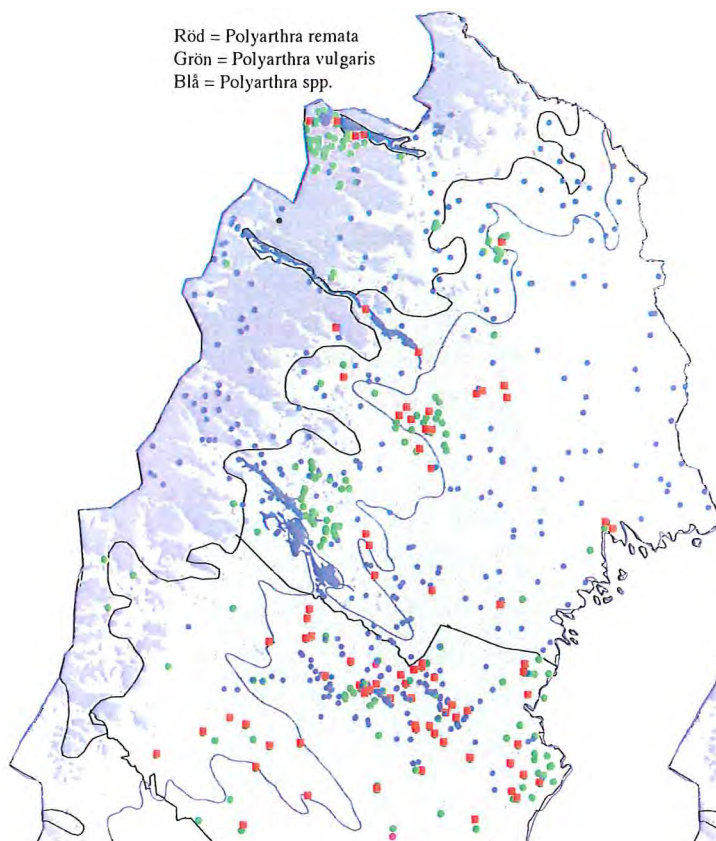 Röd = Polyarthra remata
Grön = Polyarthra vulgaris
Blå = Polyarthra spp.